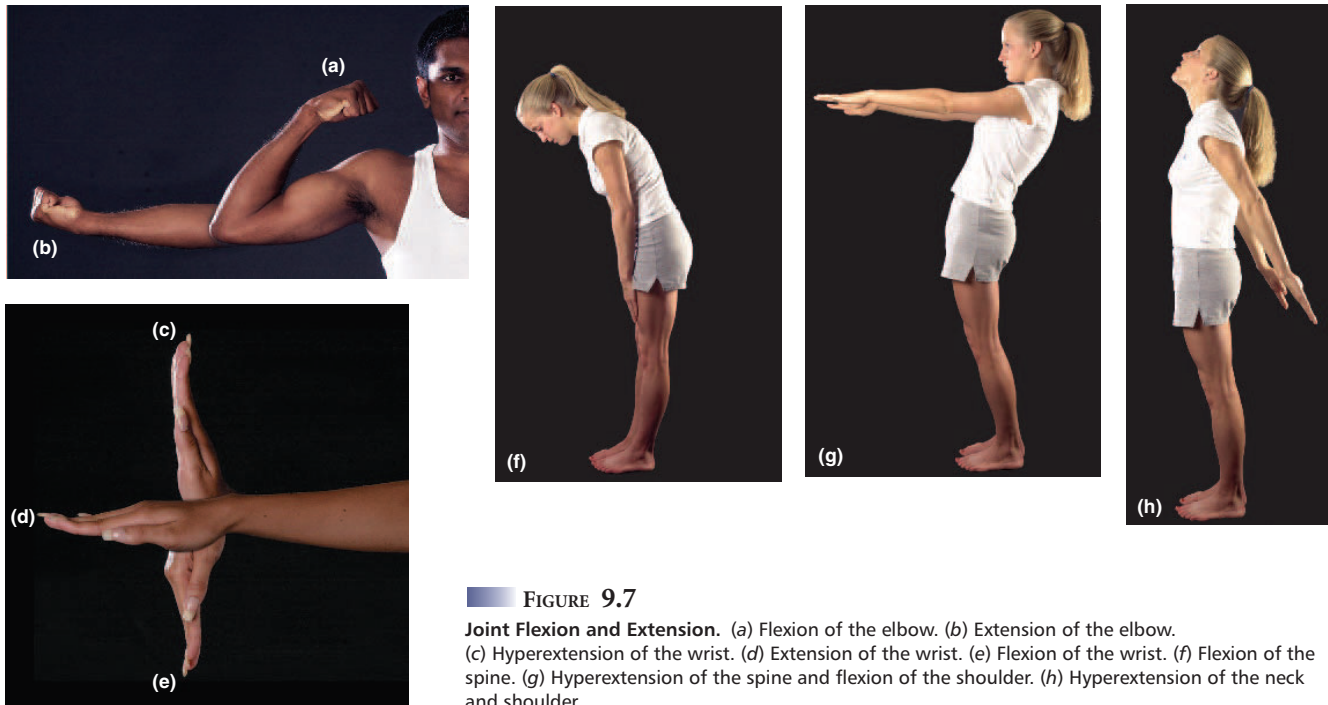 (a)
(b)
(c)
(d)
(e)
(f)
(g)
(h)
FIGURE 9.7
Joint Flexion and Extension. (a) Flexion of the elbow. (b) Extension of the elbow.
(c) Hyperextension of the wrist. (d) Extension of the wrist. (e) Flexion of the wrist. (f) Flexion of the
spine. (g) Hyperextension of the spine and flexion of the shoulder. (h) Hyperextension of the neck
and shoulder.